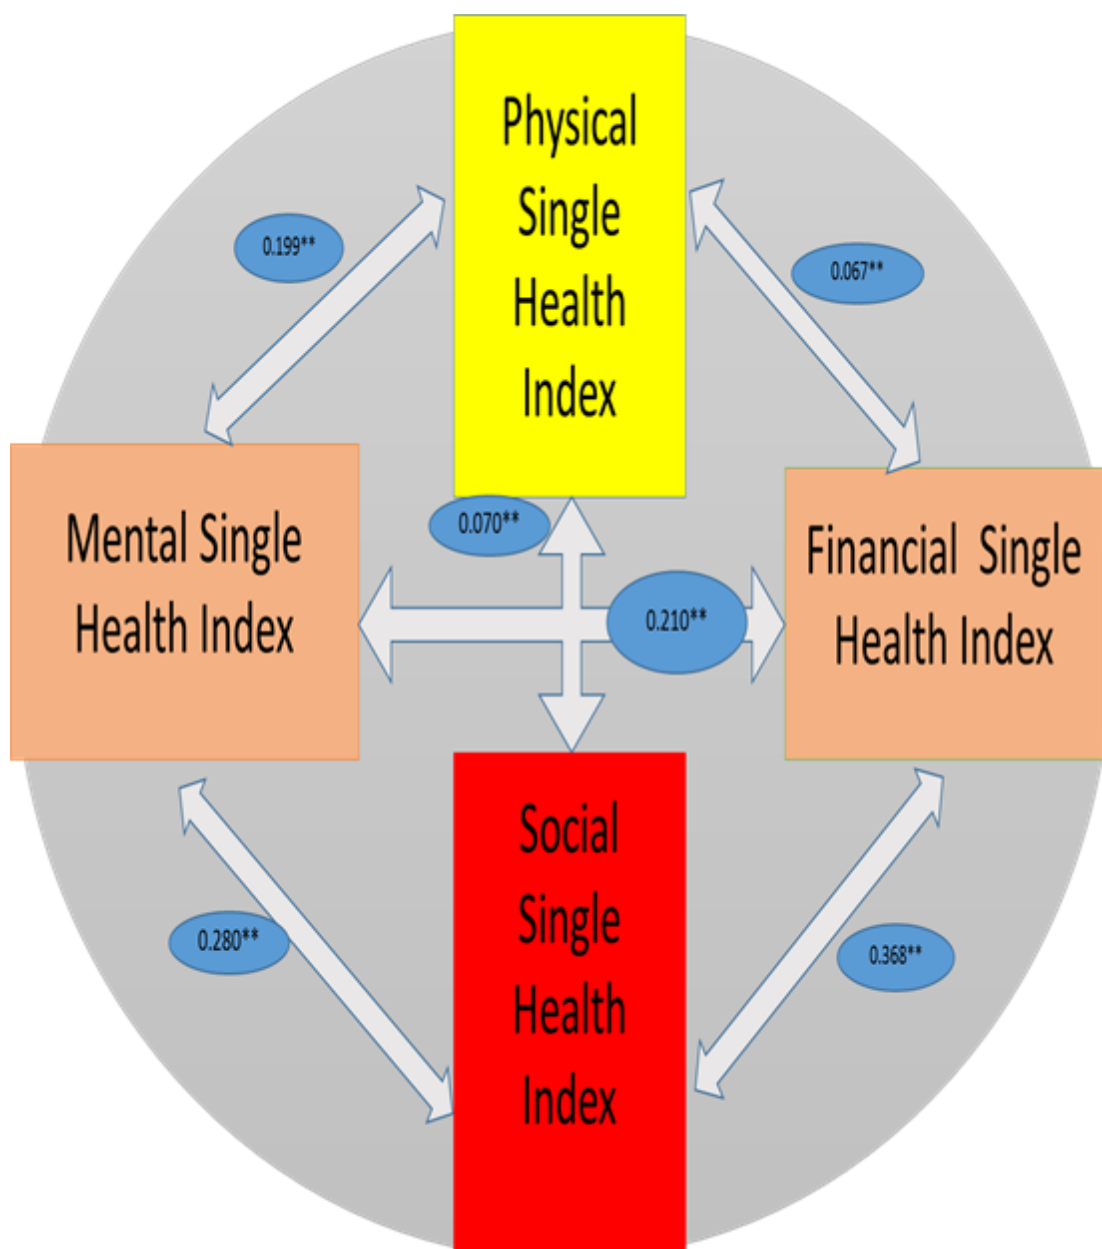 Physical
Single
Health
Index
0.199**
0.067**
Mental Single
Health Index
0.070**
0.210**
Financial  Single
Health Index
Social
Single
Health
Index
0.280**
0.368**